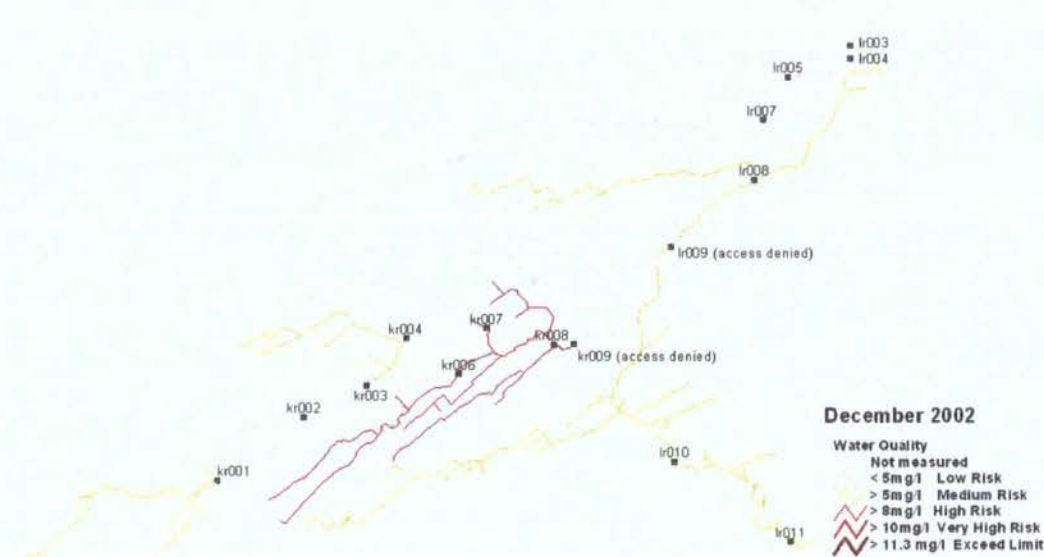 lr003
lr004
lr005
lr007
lr008
lr009 (access denied)
kr007
kr004
kr008
kr009 (access denied)
kr006
kr003
kr002
kr001
lr010
lr011
December 2002
Water Quality
Not measured
< 5mg/l Low Risk
> 5mg/l Medium Risk
> 8mg/l High Risk
> 10mg/l Very High Risk
> 11.3 mg/l Exceed Limit